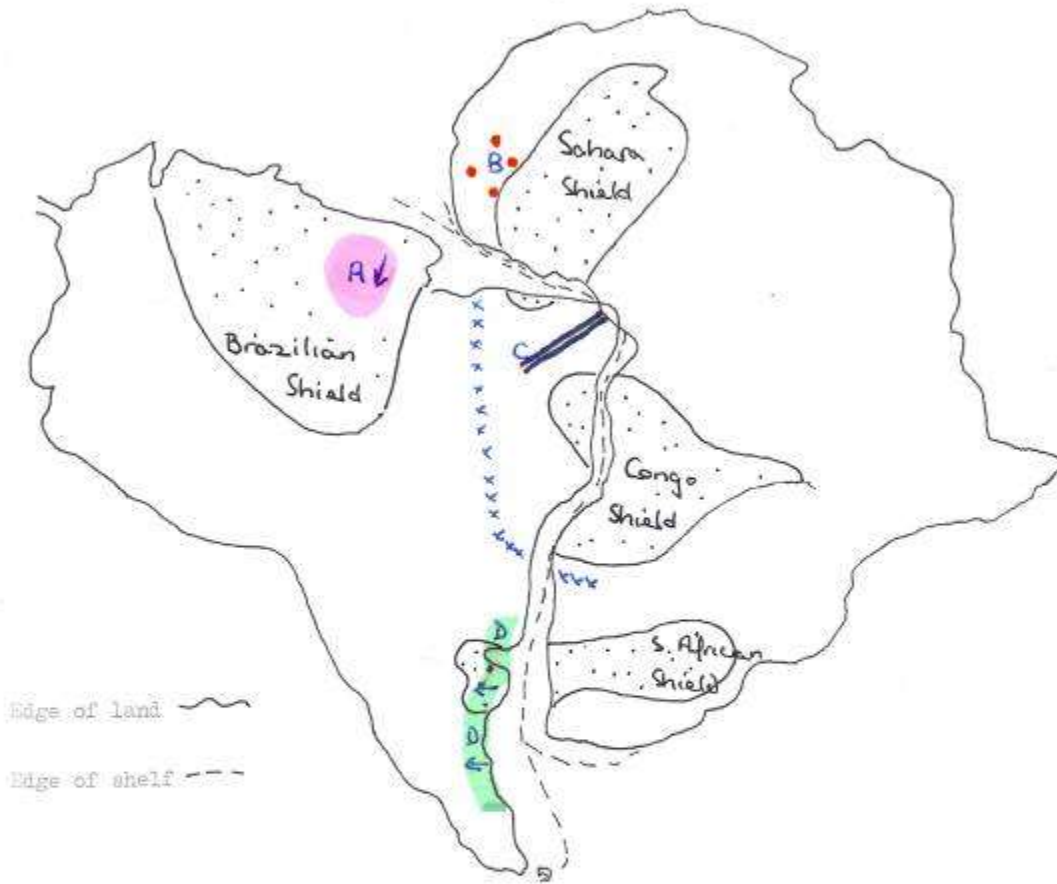 Sahara
Shield
B
A
Brazilian
Shield
C
Congo
Shield
D
S. African
Shield
D
Edge of land
Edge of shelf